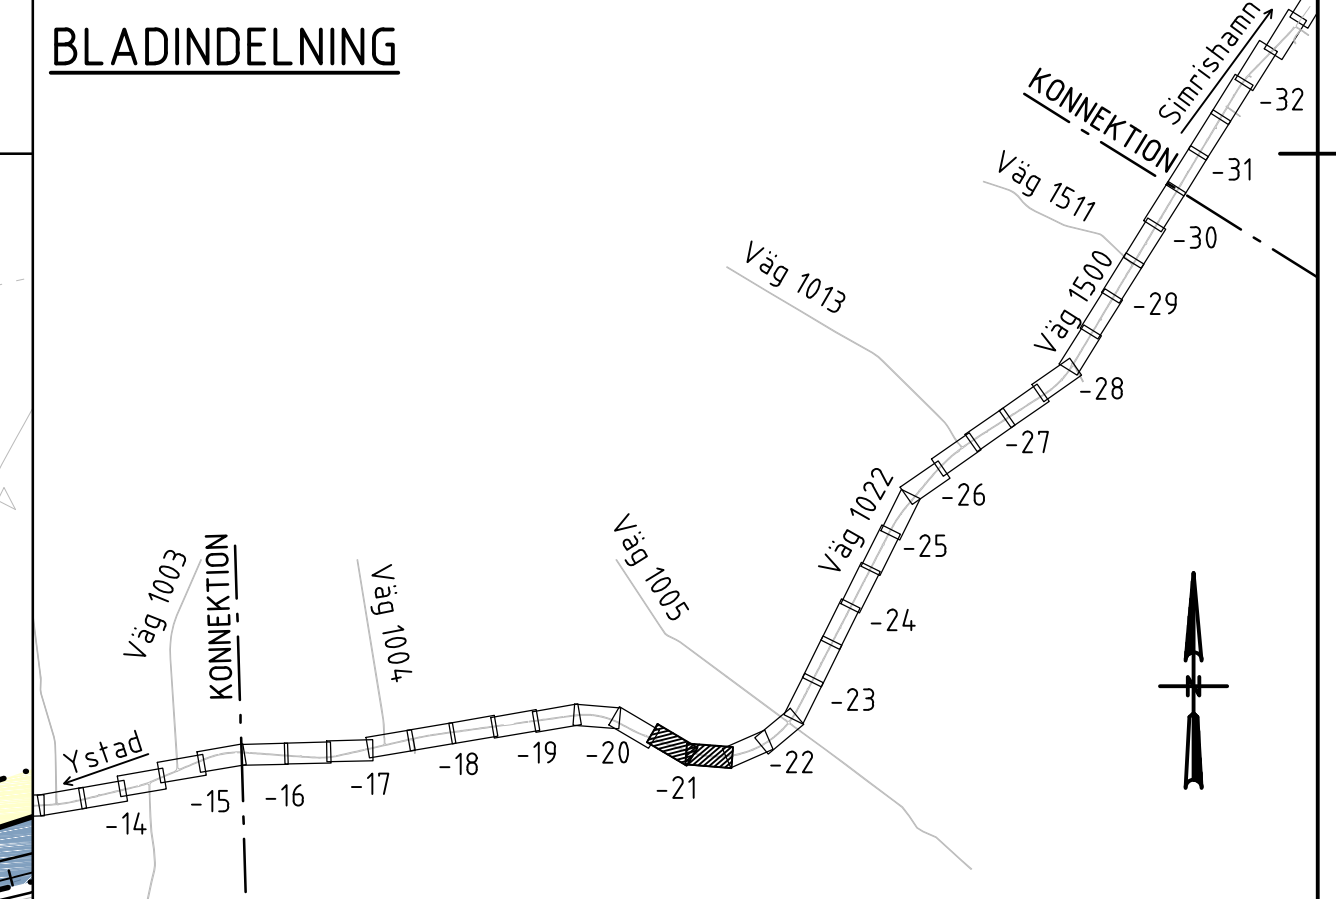 BLADINDELNING
Simrishamn
KONNEKTION
-32
-31
Väg 1511
-30
Väg 1013
Väg 1500
-29
-28
-27
Väg 1022
-26
Väg 1005
-25
Väg 1003
KONNEKTION
Väg 1004
-24
-23
N
Ystad
-22
-21
-20
-19
-18
-17
-16
-15
-14